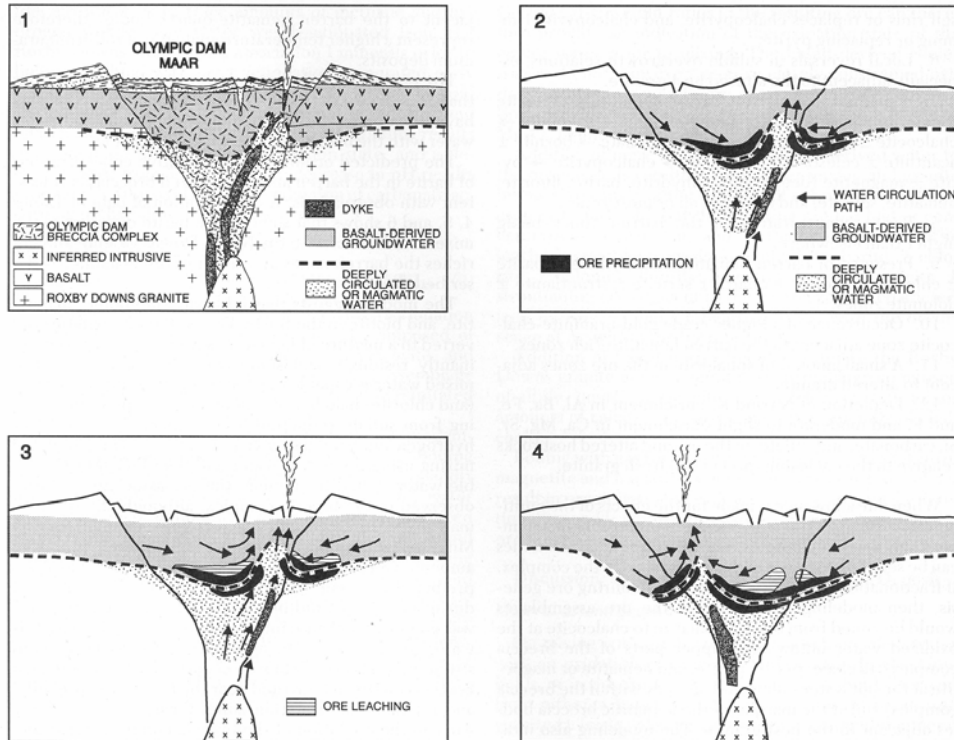 1
OLYMPIC DAM
MAAR
OLYMPIC DAM
BRECCIA COMPLEX
INFERRED INTRUSIVE
BASALT
ROXBY DOWNS GRANITE
BASALT-DERIVED
GROUNDWATER
DEEPLY
CIRCULATED
OR MAGMATIC
WATER
2
WATER CIRCULATION
PATH
BASALT-DERIVED
GROUNDWATER
ORE PRECIPITATION
DEEPLY
CIRCULATED
OR MAGMATIC
WATER
3
ORE LEACHING
4